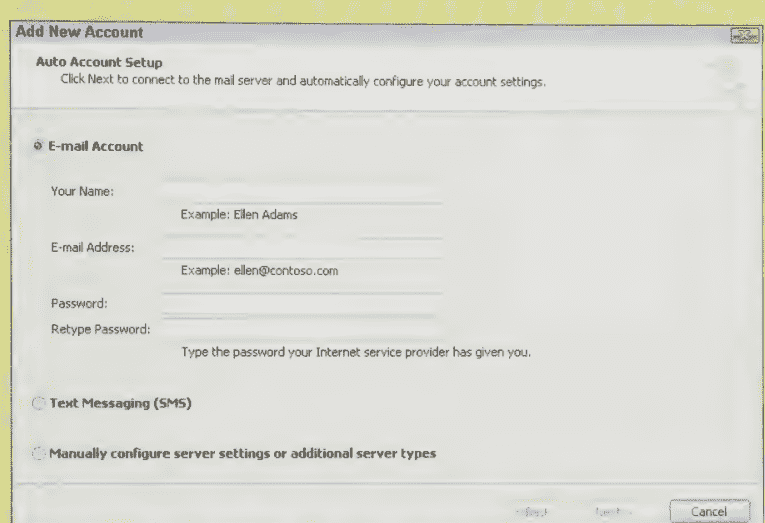 Add New Account
Auto Account Setup
Click Next to connect to the mail server and automatically configure your account settings.
E-mail Account
Your Name:
Example: Ellen Adams
E-mail Address:
Example: ellen@contoso.com
Password:
Retype Password:
Type the password your Internet service provider has given you.
Text Messaging (SMS)
Manually configure server settings or additional server types
Cancel